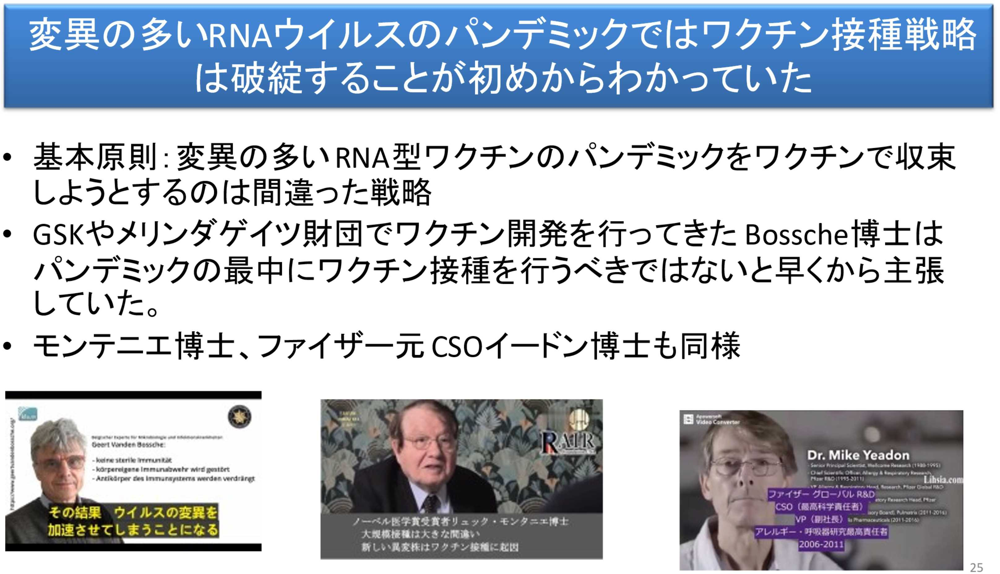 変異の多いRNAウイルスのパンデミックではワクチン接種戦略
は破綻することが初めからわかっていた
• 基本原則：変異の多いRNA型ワクチンのパンデミックをワクチンで収束
しようとするのは間違った戦略
• GSKやメリンダゲイツ財団でワクチン開発を行ってきたBossche博士は
パンデミックの最中にワクチン接種を行うべきではないと早くから主張
していた。
• モンテニエ博士、ファイザー元CSOイードン博士も同様
Belgischer Experte für Mikrobiologie und Infektionskrankheiten
Geert Vanden Bossche:
- keine sterile Immunität
- körpereigene Immunabwehr wird gestört
- Antikörper des Immunsystems werden verdrängt
その結果 ウイルスの変異を
加速させてしまうことになる
RAIR
ノーベル医学賞受賞者リュック・モンタニエ博士
大規模接種は大きな間違い
新しい異変株はワクチン接種に起因
Apowersoft
Video Converter
Dr. Mike Yeadon
- Senior Principal Scientist, Wellcome Research (1988-1995)
- Chief Scientific Officer, Allergy & Respiratory Research,
Pfizer R&D (1995-2011)
Lihsia.com
- VP Allergy & Respiratory Head, Research, Pfizer Global R&D
ファイザー グローバル R&D
Research Head, Pfizer
CSO（最高科学責任者）
Board), Pulmatrix (2011-2016)
VP（副社長）
Pharmaceuticals (2011-2016)
アレルギー・呼吸器研究最高責任者
2006-2011
25